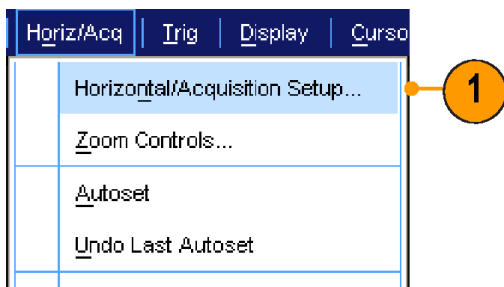 Horiz/Acq Trig Display Curso
Horizontal/Acquisition Setup...
1
Zoom Controls...
Autoset
Undo Last Autoset